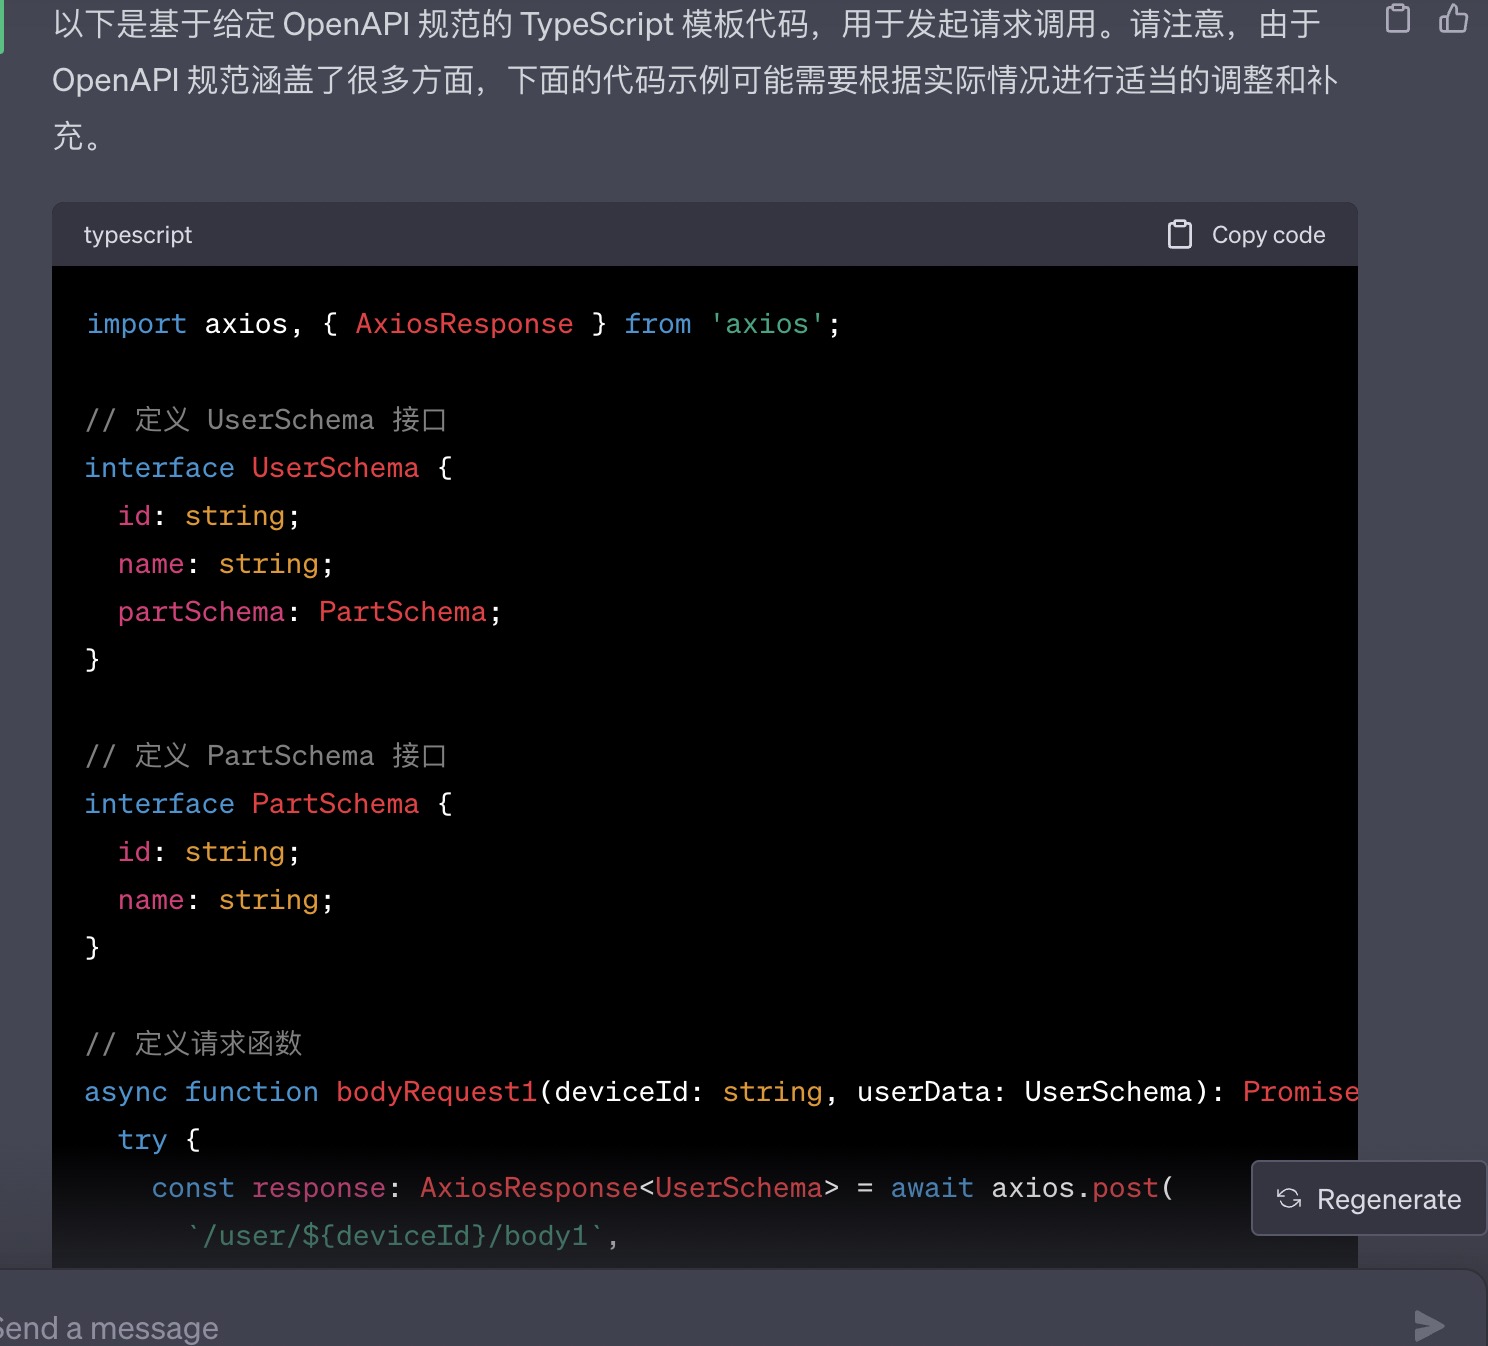 以下是基于给定 OpenAPI 规范的 TypeScript 模板代码，用于发起请求调用。请注意，由于
OpenAPI 规范涵盖了很多方面，下面的代码示例可能需要根据实际情况进行适当的调整和补
充。
typescript
Copy code
import axios, { AxiosResponse } from 'axios';
// 定义 UserSchema 接口
interface UserSchema {
  id: string;
  name: string;
  partSchema: PartSchema;
}
// 定义 PartSchema 接口
interface PartSchema {
  id: string;
  name: string;
}
// 定义请求函数
async function bodyRequest1(deviceId: string, userData: UserSchema): Promise
  try {
    const response: AxiosResponse<UserSchema> = await axios.post(
      `/user/${deviceId}/body1`,
Regenerate
Send a message